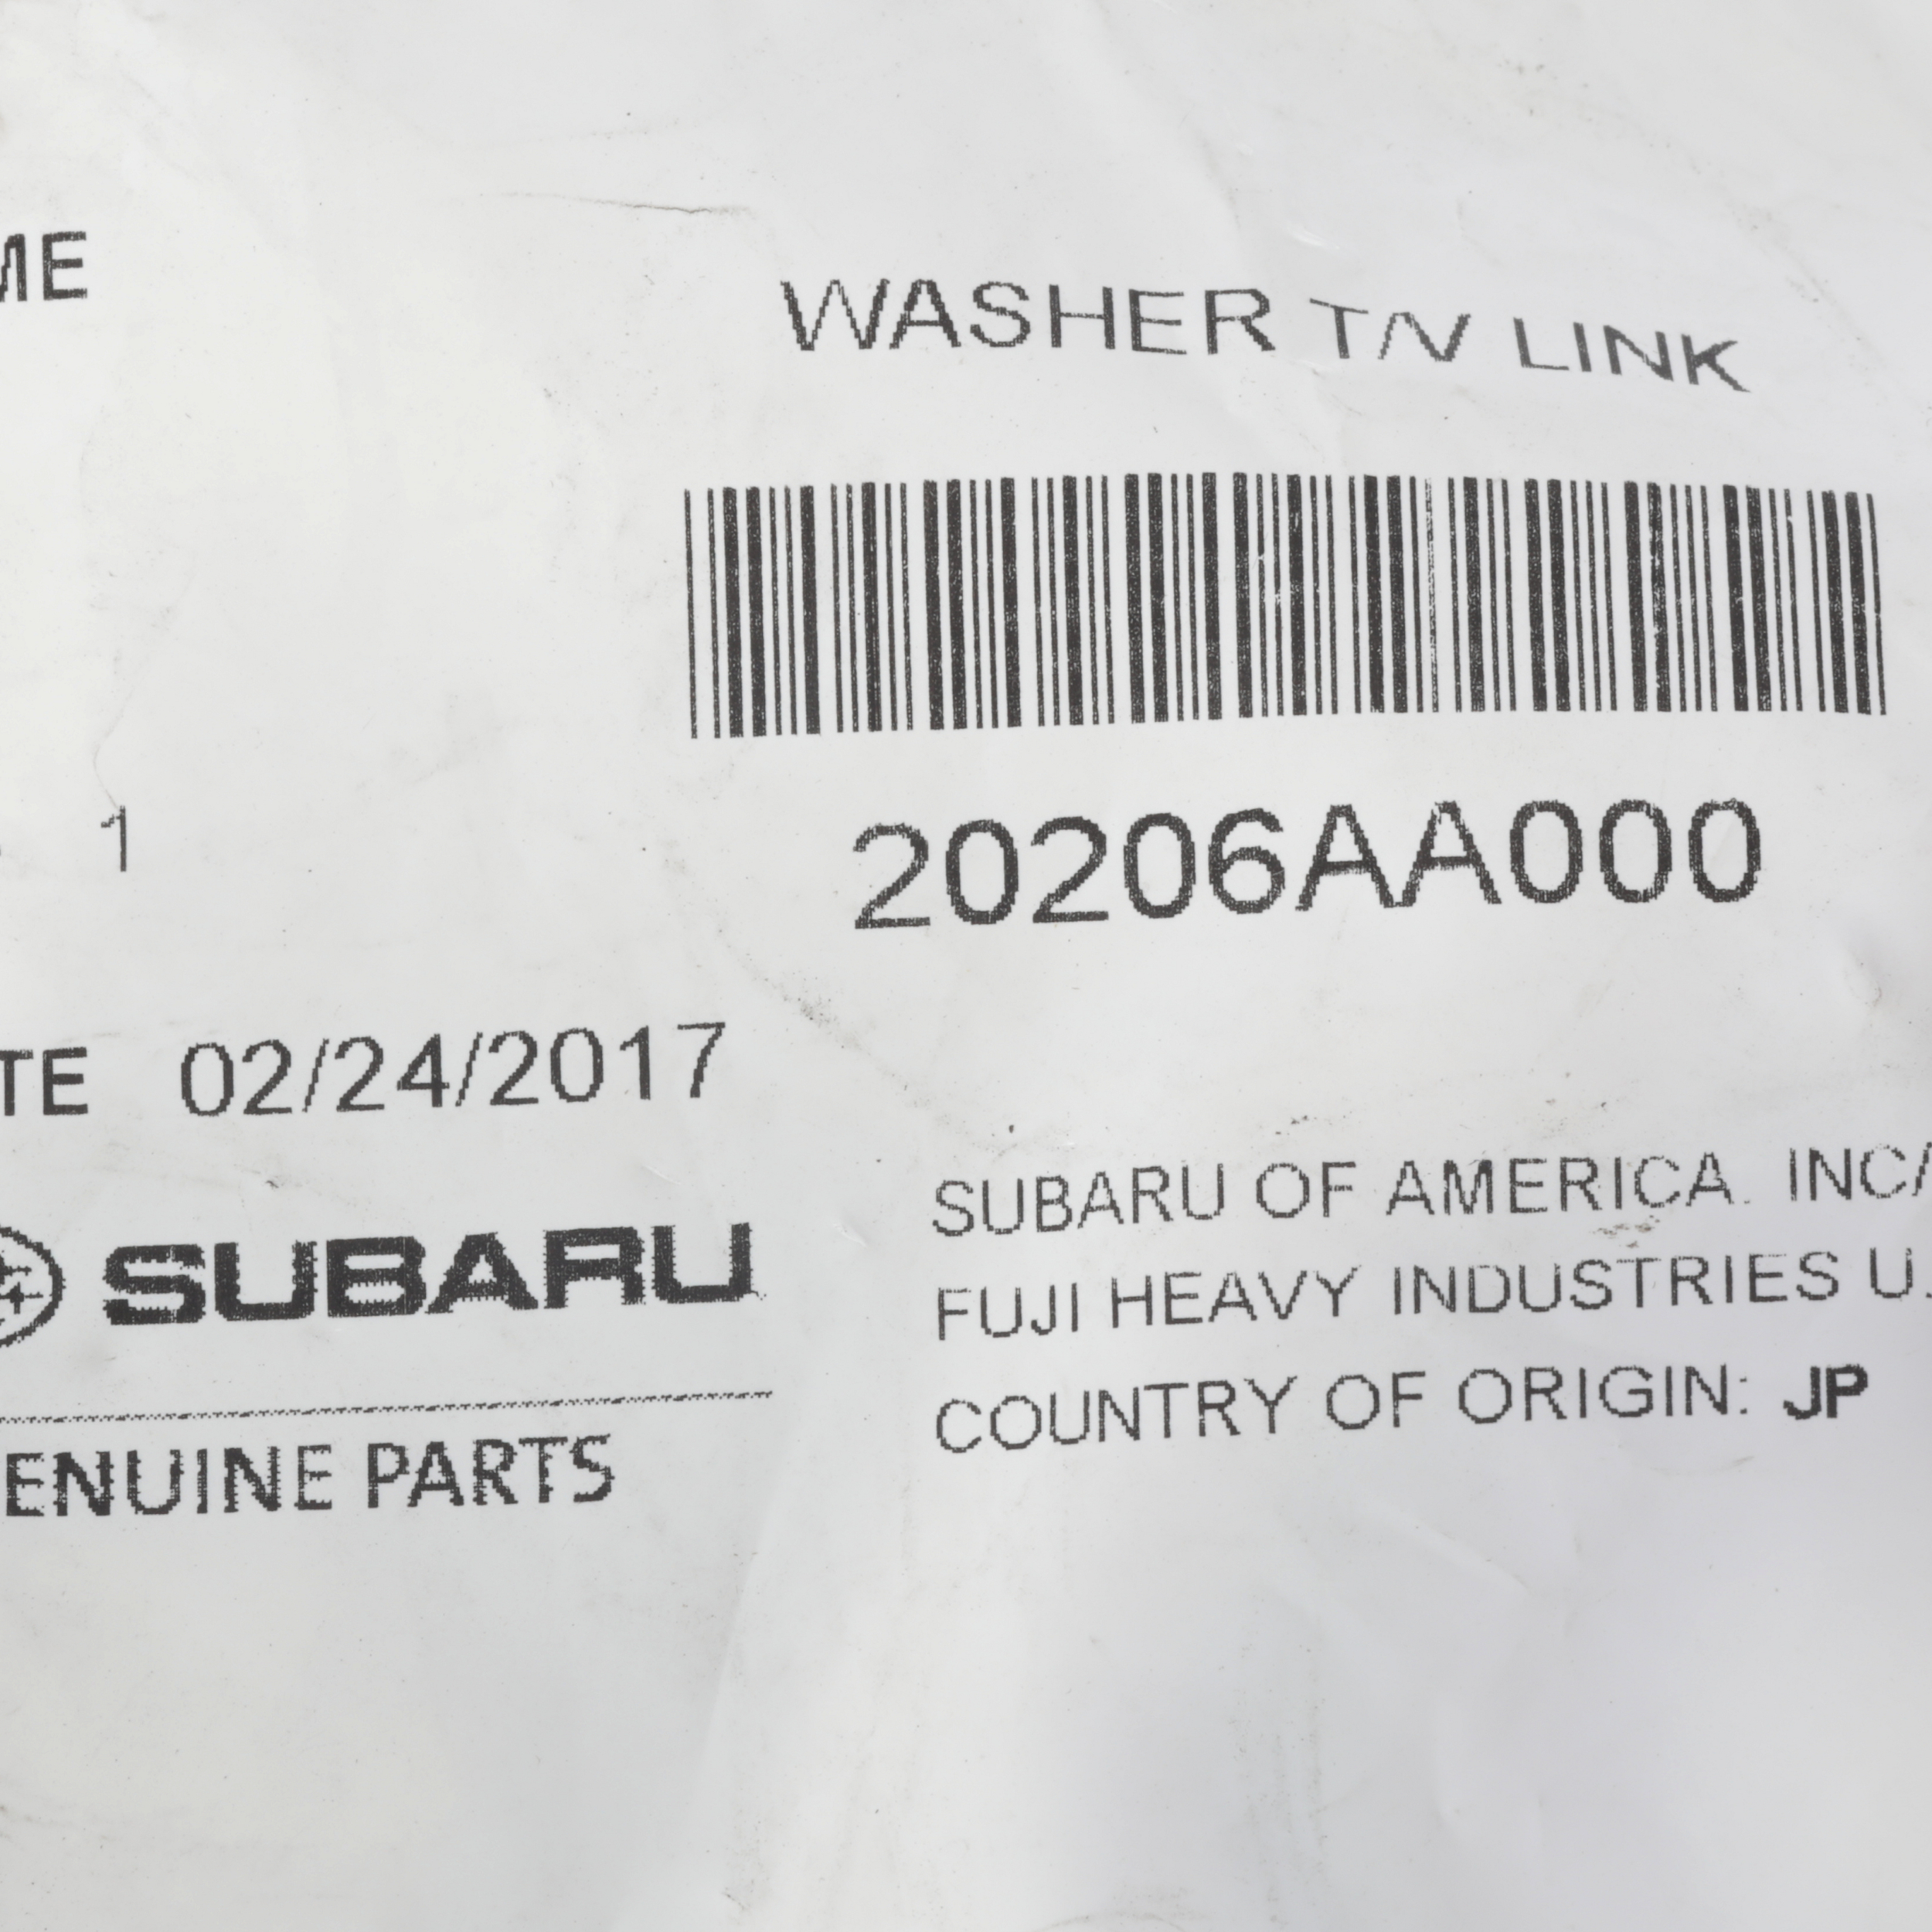 ME
WASHER T/V LINK
1
20206AA000
TE 02/24/2017
SUBARU
ENUINE PARTS
SUBARU OF AMERICA. INC/
FUJI HEAVY INDUSTRIES U.
COUNTRY OF ORIGIN: JP